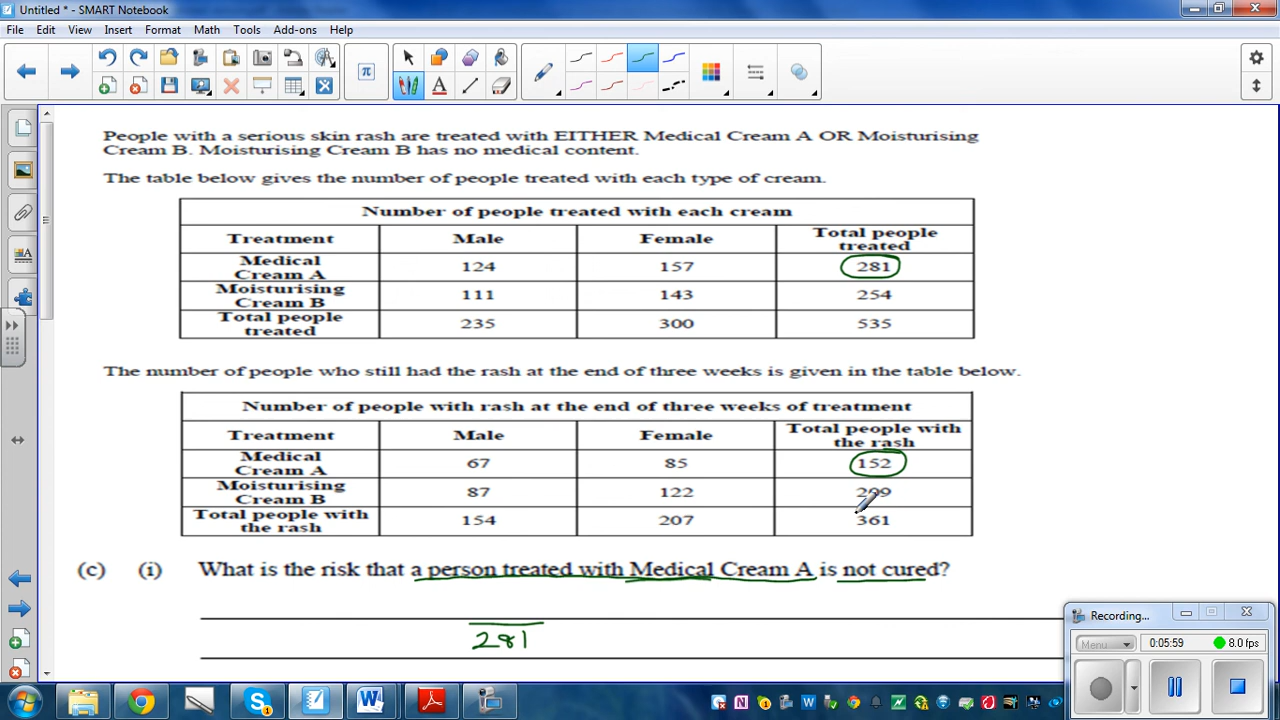 Untitled * - SMART Notebook
File Edit View Insert Format Math Tools Add-ons Help
People with a serious skin rash are treated with EITHER Medical Cream A OR Moisturising
Cream B. Moisturising Cream B has no medical content.
The table below gives the number of people treated with each type of cream.
Number of people treated with each cream
Treatment Male Female Total people treated
Medical Cream A 124 157 281
Moisturising Cream B 111 143 254
Total people treated 235 300 535
The number of people who still had the rash at the end of three weeks is given in the table below.
Number of people with rash at the end of three weeks of treatment
Treatment Male Female Total people with the rash
Medical Cream A 67 85 152
Moisturising Cream B 87 122 209
Total people with the rash 154 207 361
(c) (i) What is the risk that a person treated with Medical Cream A is not cured?
281
Recording...
Menu 0:05:59 8.0 fps